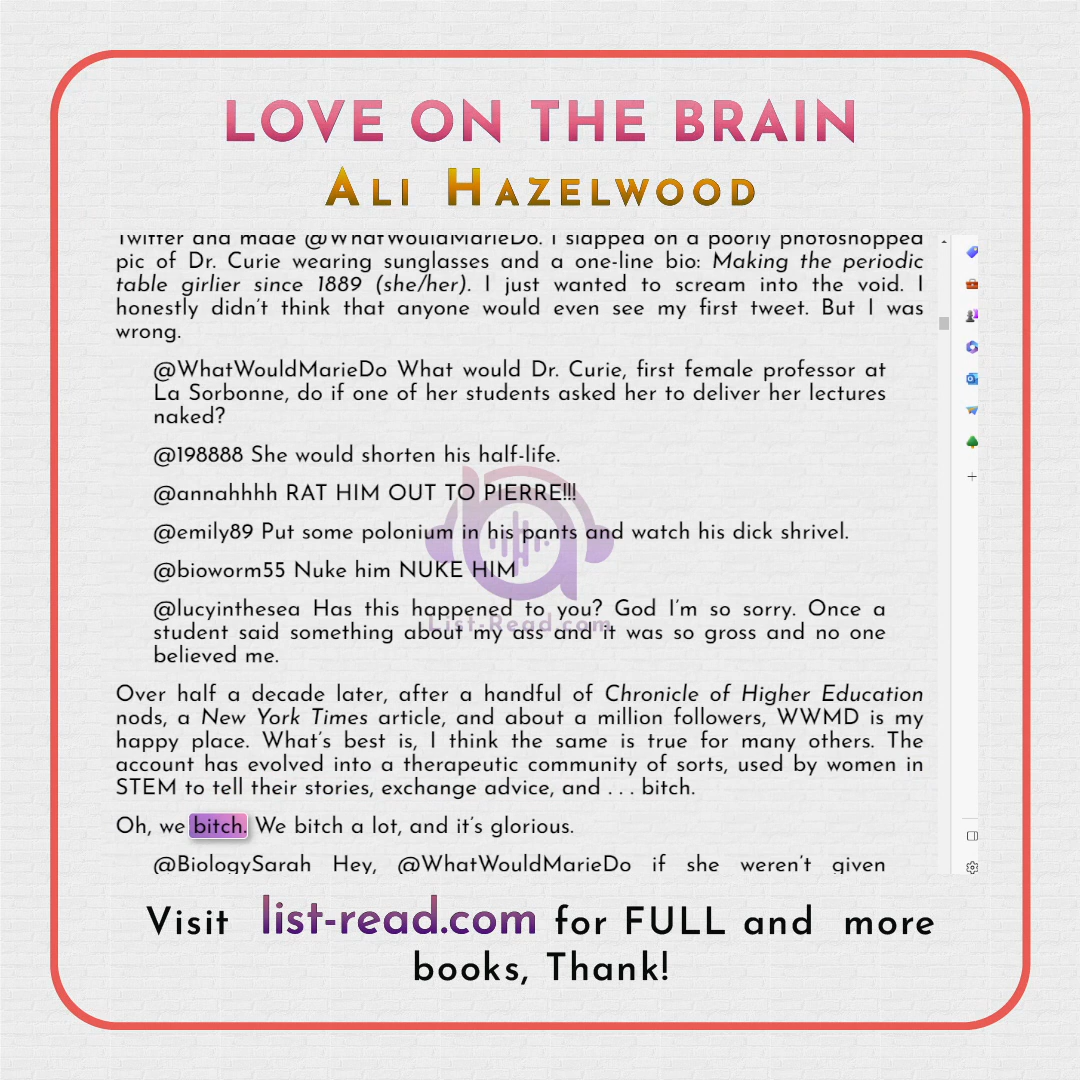 LOVE ON THE BRAIN
ALI HAZELWOOD
Twitter and made @WhatWouldMarieDo. I slapped on a poorly photoshopped
pic of Dr. Curie wearing sunglasses and a one-line bio: Making the periodic
table girlier since 1889 (she/her). I just wanted to scream into the void. I
honestly didn't think that anyone would even see my first tweet. But I was
wrong.
@WhatWouldMarieDo What would Dr. Curie, first female professor at
La Sorbonne, do if one of her students asked her to deliver her lectures
naked?
@198888 She would shorten his half-life.
@annahhhh RAT HIM OUT TO PIERRE!!!
@emily89 Put some polonium in his pants and watch his dick shrivel.
@bioworm55 Nuke him NUKE HIM
@lucyinthesea Has this happened to you? God I'm so sorry. Once a
student said something about my ass and it was so gross and no one
believed me.
List-Read.com
Over half a decade later, after a handful of Chronicle of Higher Education
nods, a New York Times article, and about a million followers, WWMD is my
happy place. What's best is, I think the same is true for many others. The
account has evolved into a therapeutic community of sorts, used by women in
STEM to tell their stories, exchange advice, and . . . bitch.
Oh, we bitch. We bitch a lot, and it's glorious.
@BiologySarah Hey, @WhatWouldMarieDo if she weren't given
Visit list-read.com for FULL and more
books, Thank!